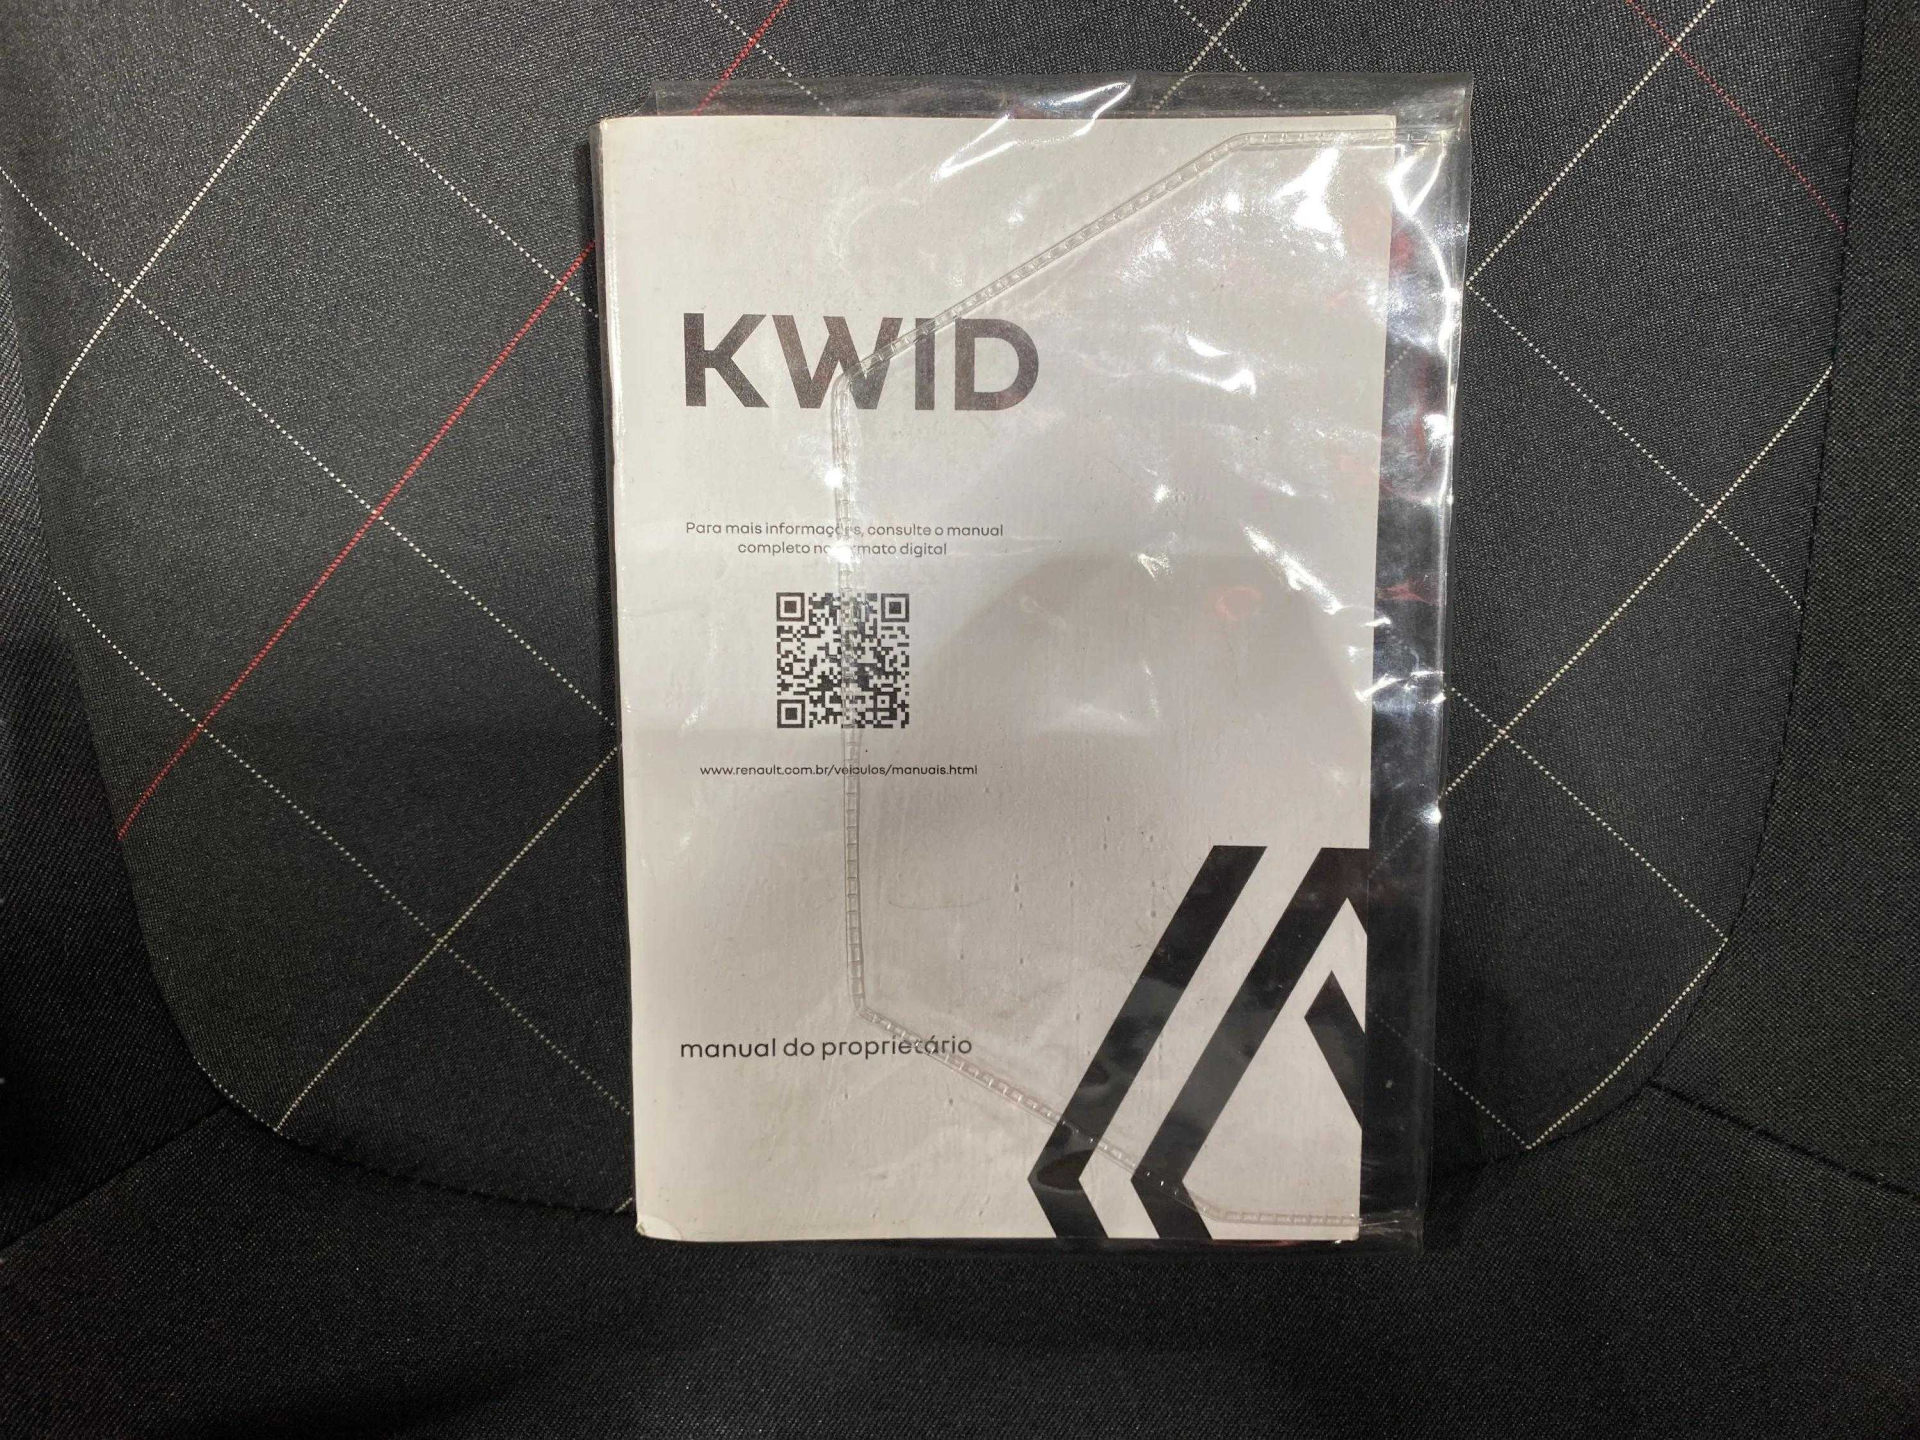 KWID
Para mais informações, consulte o manual
completo no formato digital
www.renault.com.br/veiculos/manuais.html
manual do proprietário